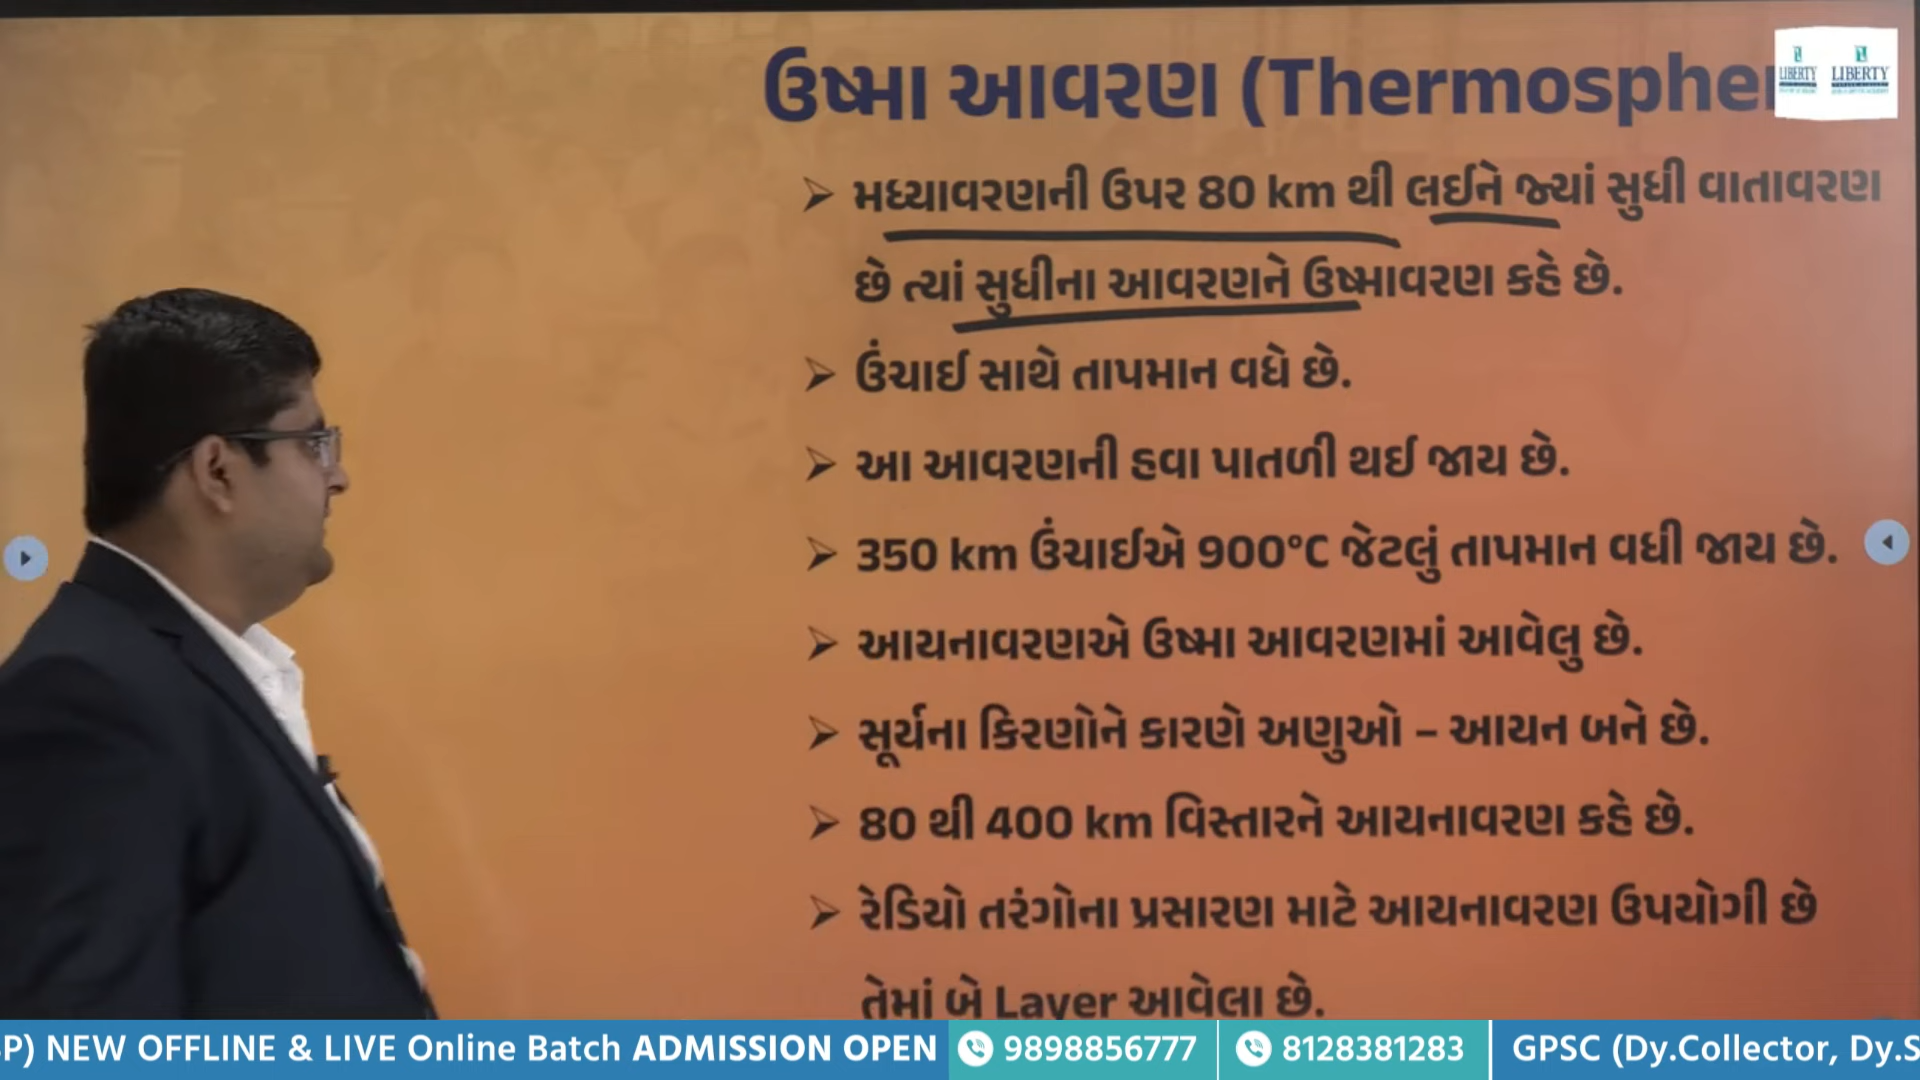 ઉષ્મા આવરણ (Thermosphe
LIBERTY LIBERTY
➢ મધ્યાવરણની ઉપર 80 km થી લઈને જ્યાં સુધી વાતાવરણ
છે ત્યાં સુધીના આવરણને ઉષ્માવરણ કહે છે.
➢ ઉંચાઈ સાથે તાપમાન વધે છે.
➢ આ આવરણની હવા પાતળી થઈ જાય છે.
➢ 350 km ઉંચાઈએ 900°C જેટલું તાપમાન વધી જાય છે.
➢ આયનાવરણએ ઉષ્મા આવરણમાં આવેલુ છે.
➢ સૂર્યના કિરણોને કારણે અણુઓ – આયન બને છે.
➢ 80 થી 400 km વિસ્તારને આયનાવરણ કહે છે.
➢ રેડિયો તરંગોના પ્રસારણ માટે આયનાવરણ ઉપયોગી છે
તેમાં બે Layer આવેલા છે.
P) NEW OFFLINE & LIVE Online Batch ADMISSION OPEN 9898856777 8128381283 GPSC (Dy.Collector, Dy.S